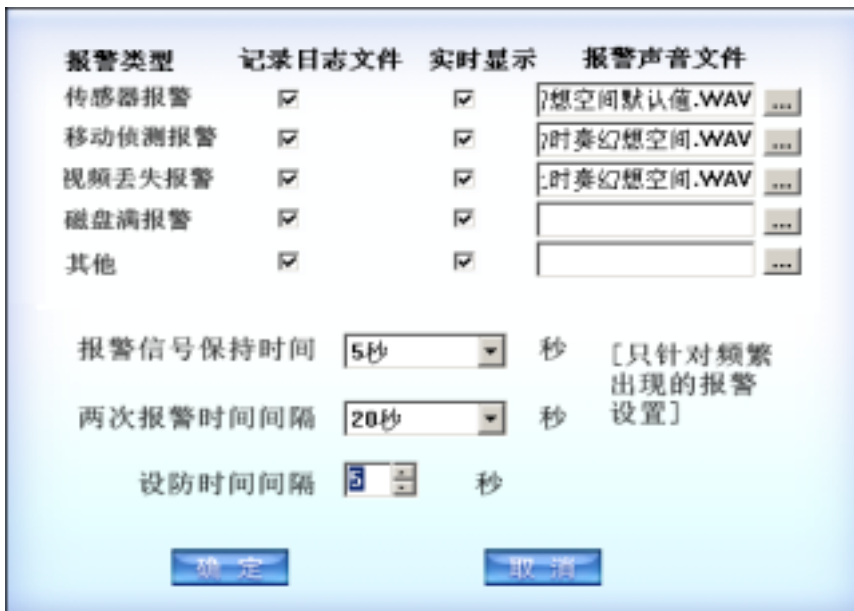 报警类型 记录日志文件 实时显示 报警声音文件
传感器报警 想空间默认值.WAV ...
移动侦测报警 时奏幻想空间.WAV ...
视频丢失报警 时奏幻想空间.WAV ...
磁盘满报警 ...
其他 ...
报警信号保持时间 5秒 秒 [只针对频繁
出现的报警
两次报警时间间隔 20秒 秒 设置]
设防时间间隔 5 秒
确 定 取 消